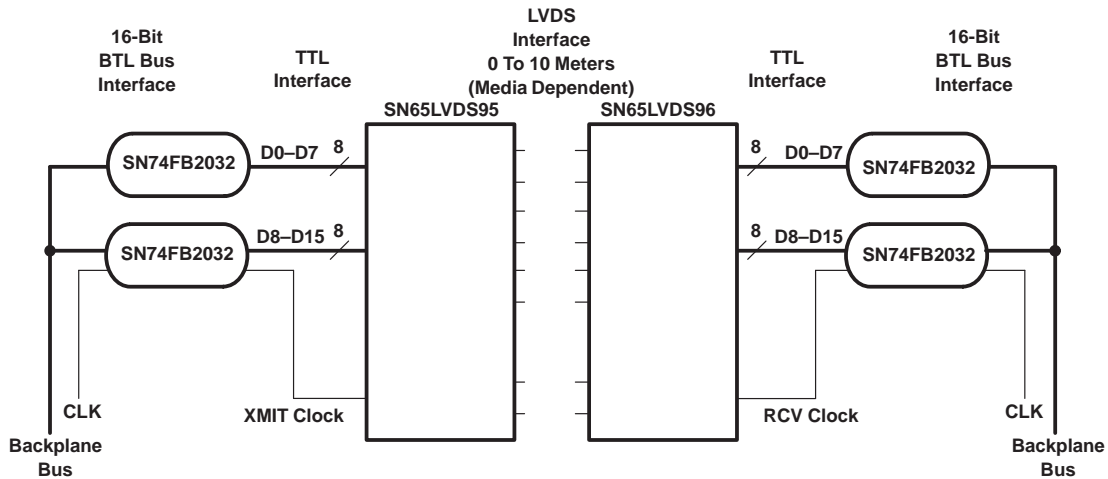 LVDS
Interface
0 To 10 Meters
(Media Dependent)
16-Bit
BTL Bus
Interface
TTL
Interface
TTL
Interface
16-Bit
BTL Bus
Interface
SN65LVDS95
SN65LVDS96
SN74FB2032
D0–D7
8
8
D0–D7
SN74FB2032
SN74FB2032
D8–D15
8
8
D8–D15
SN74FB2032
CLK
XMIT Clock
RCV Clock
CLK
Backplane
Bus
Backplane
Bus